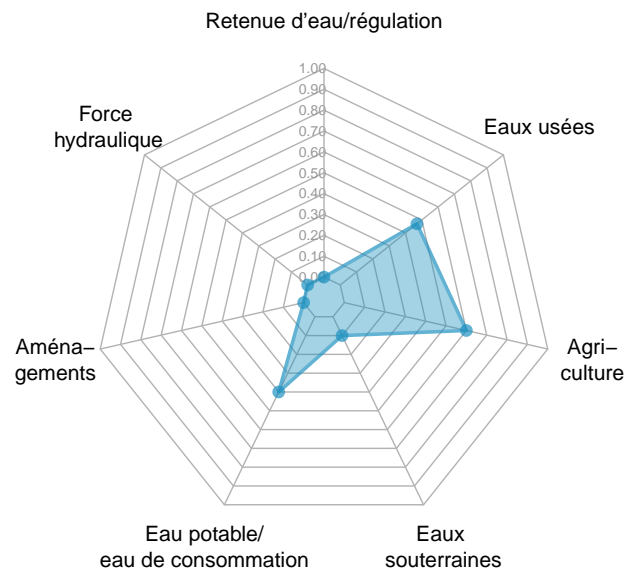 Retenue d'eau/régulation
1.00
0.90
0.80
0.70
0.60
0.50
0.40
0.30
0.20
0.10
0.00
Force
hydraulique
Eaux usées
Aména–
gements
Agri–
culture
Eau potable/
eau de consommation
Eaux
souterraines